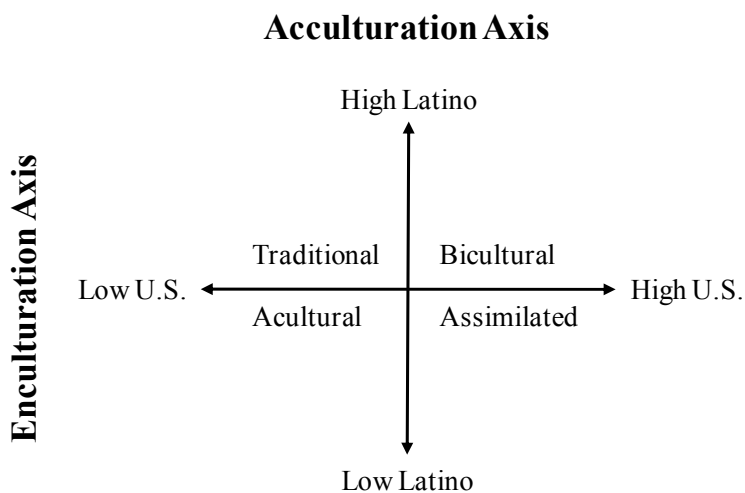 Acculturation Axis
High Latino
Enculturation Axis
Traditional
Bicultural
Low U.S.
High U.S.
Acultural
Assimilated
Low Latino